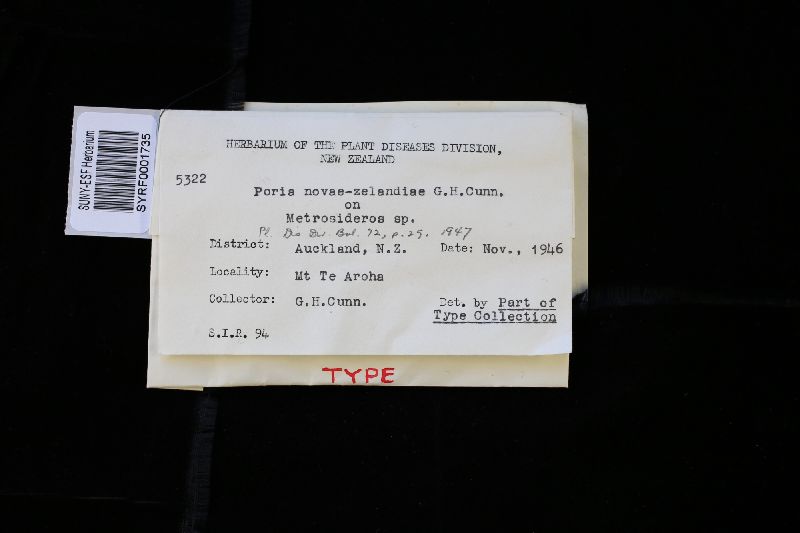 SUNY-ESF Herbarium
SYRF0001735
HERBARIUM OF THE PLANT DISEASES DIVISION,
NEW ZEALAND
5322
Poria novae-zelandiae G.H.Cunn.
on
Metrosideros sp.
Pl. Dis Div. Bul. 72, p. 29. 1947
District: Auckland, N.Z. Date: Nov., 1946
Locality: Mt Te Aroha
Collector: G.H.Cunn. Det. by Part of
Type Collection
S.I.R. 94
TYPE